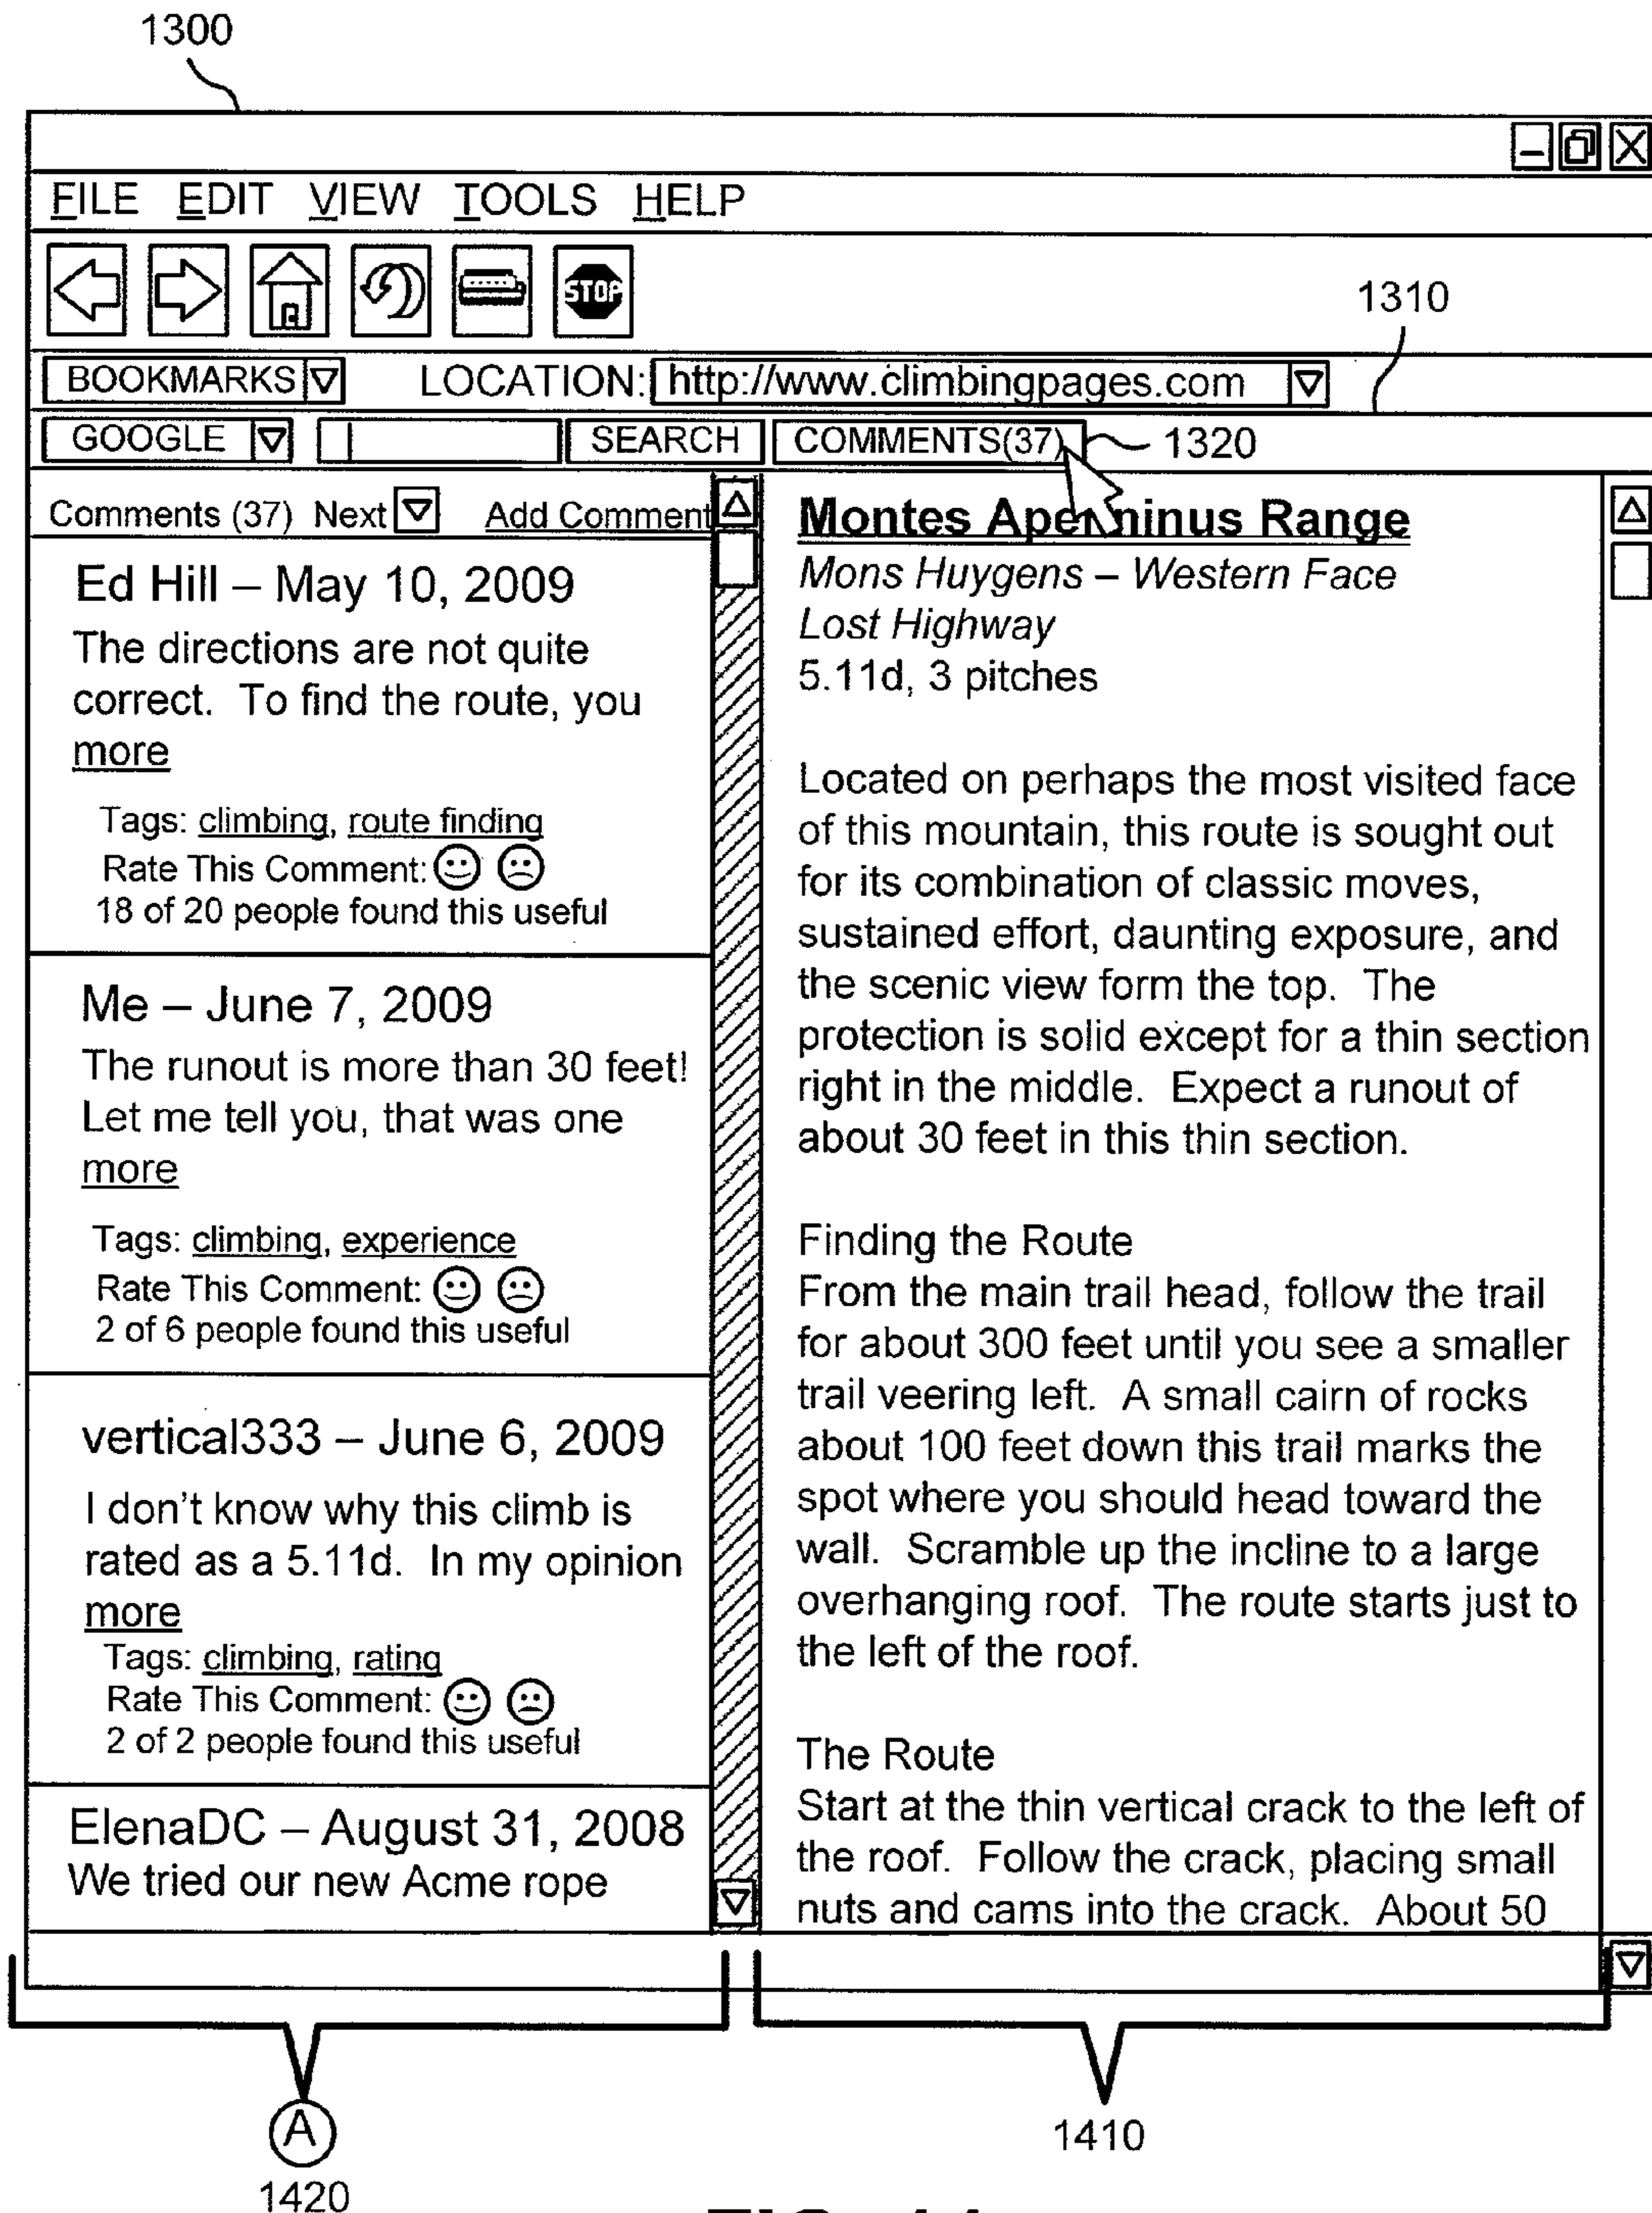 1300
FILE EDIT VIEW TOOLS HELP
STOP
1310
BOOKMARKS LOCATION: http://www.climbingpages.com
GOOGLE SEARCH COMMENTS(37) 1320
Comments (37) Next Add Comment
Ed Hill – May 10, 2009
The directions are not quite
correct. To find the route, you
more
Tags: climbing, route finding
Rate This Comment:
18 of 20 people found this useful
Me – June 7, 2009
The runout is more than 30 feet!
Let me tell you, that was one
more
Tags: climbing, experience
Rate This Comment:
2 of 6 people found this useful
vertical333 – June 6, 2009
I don't know why this climb is
rated as a 5.11d. In my opinion
more
Tags: climbing, rating
Rate This Comment:
2 of 2 people found this useful
ElenaDC – August 31, 2008
We tried our new Acme rope
Montes Range
Mons Huygens – Western Face
Lost Highway
5.11d, 3 pitches
Located on perhaps the most visited face
of this mountain, this route is sought out
for its combination of classic moves,
sustained effort, daunting exposure, and
the scenic view form the top. The
protection is solid except for a thin section
right in the middle. Expect a runout of
about 30 feet in this thin section.
Finding the Route
From the main trail head, follow the trail
for about 300 feet until you see a smaller
trail veering left. A small cairn of rocks
about 100 feet down this trail marks the
spot where you should head toward the
wall. Scramble up the incline to a large
overhanging roof. The route starts just to
the left of the roof.
The Route
Start at the thin vertical crack to the left of
the roof. Follow the crack, placing small
nuts and cams into the crack. About 50
A
1420
1410